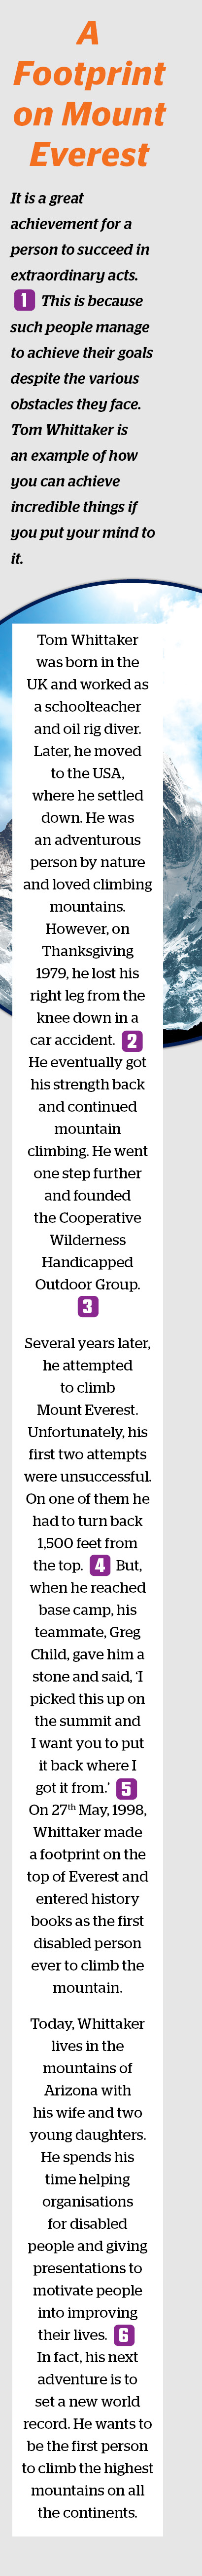 A
Footprint
on Mount
Everest
It is a great
achievement for a
person to succeed in
extraordinary acts.
1 This is because
such people manage
to achieve their goals
despite the various
obstacles they face.
Tom Whittaker is
an example of how
you can achieve
incredible things if
you put your mind to
it.
Tom Whittaker
was born in the
UK and worked as
a schoolteacher
and oil rig diver.
Later, he moved
to the USA,
where he settled
down. He was
an adventurous
person by nature
and loved climbing
mountains.
However, on
Thanksgiving
1979, he lost his
right leg from the
knee down in a
car accident. 2
He eventually got
his strength back
and continued
mountain
climbing. He went
one step further
and founded
the Cooperative
Wilderness
Handicapped
Outdoor Group.
3
Several years later,
he attempted
to climb
Mount Everest.
Unfortunately, his
first two attempts
were unsuccessful.
On one of them he
had to turn back
1,500 feet from
the top. 4 But,
when he reached
base camp, his
teammate, Greg
Child, gave him a
stone and said, ‘I
picked this up on
the summit and
I want you to put
it back where I
got it from.’ 5
On 27th May, 1998,
Whittaker made
a footprint on the
top of Everest and
entered history
books as the first
disabled person
ever to climb the
mountain.
Today, Whittaker
lives in the
mountains of
Arizona with
his wife and two
young daughters.
He spends his
time helping
organisations
for disabled
people and giving
presentations to
motivate people
into improving
their lives. 6
In fact, his next
adventure is to
set a new world
record. He wants to
be the first person
to climb the highest
mountains on all
the continents.